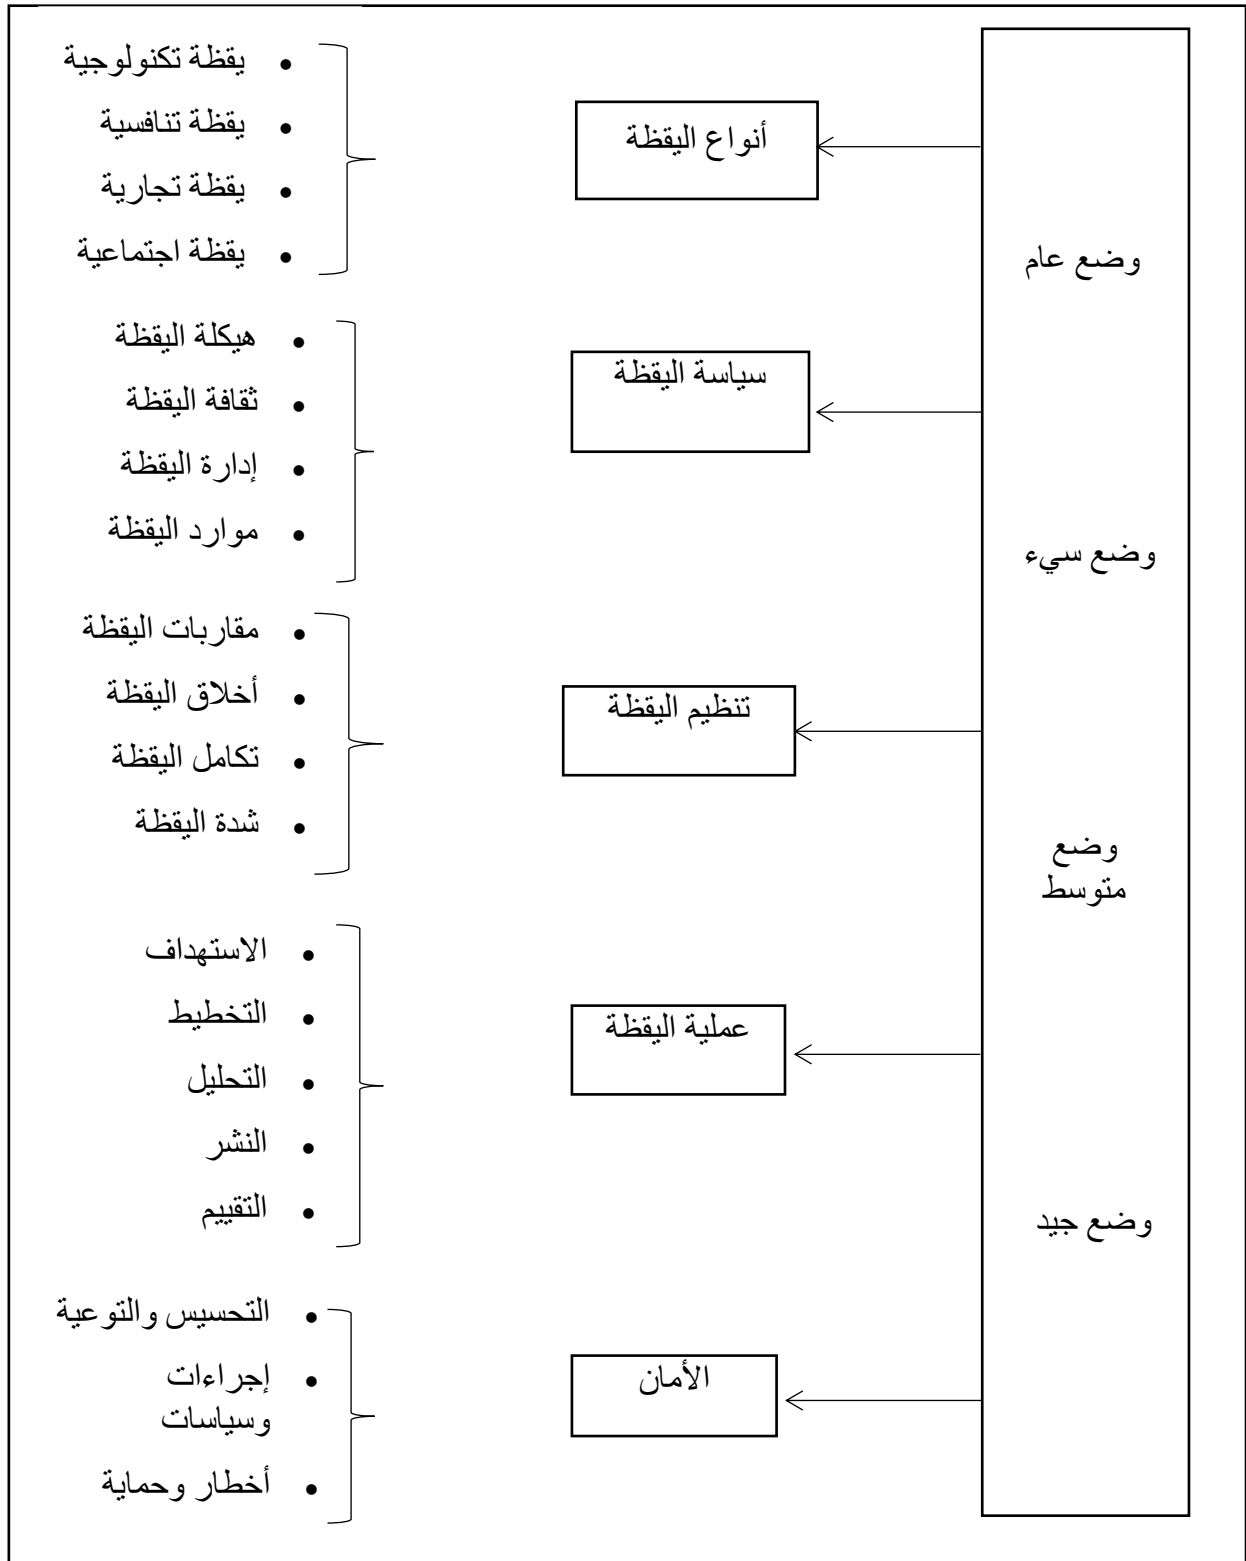 وضع عام
وضع سيء
وضع
متوسط
وضع جيد
أنواع اليقظة
• يقظة تكنولوجية
• يقظة تنافسية
• يقظة تجارية
• يقظة اجتماعية
سياسة اليقظة
• هيكلة اليقظة
• ثقافة اليقظة
• إدارة اليقظة
• موارد اليقظة
تنظيم اليقظة
• مقاربات اليقظة
• أخلاق اليقظة
• تكامل اليقظة
• شدة اليقظة
عملية اليقظة
• الاستهداف
• التخطيط
• التحليل
• النشر
• التقييم
الأمان
• التحسيس والتوعية
• إجراءات
وسياسات
• أخطار وحماية